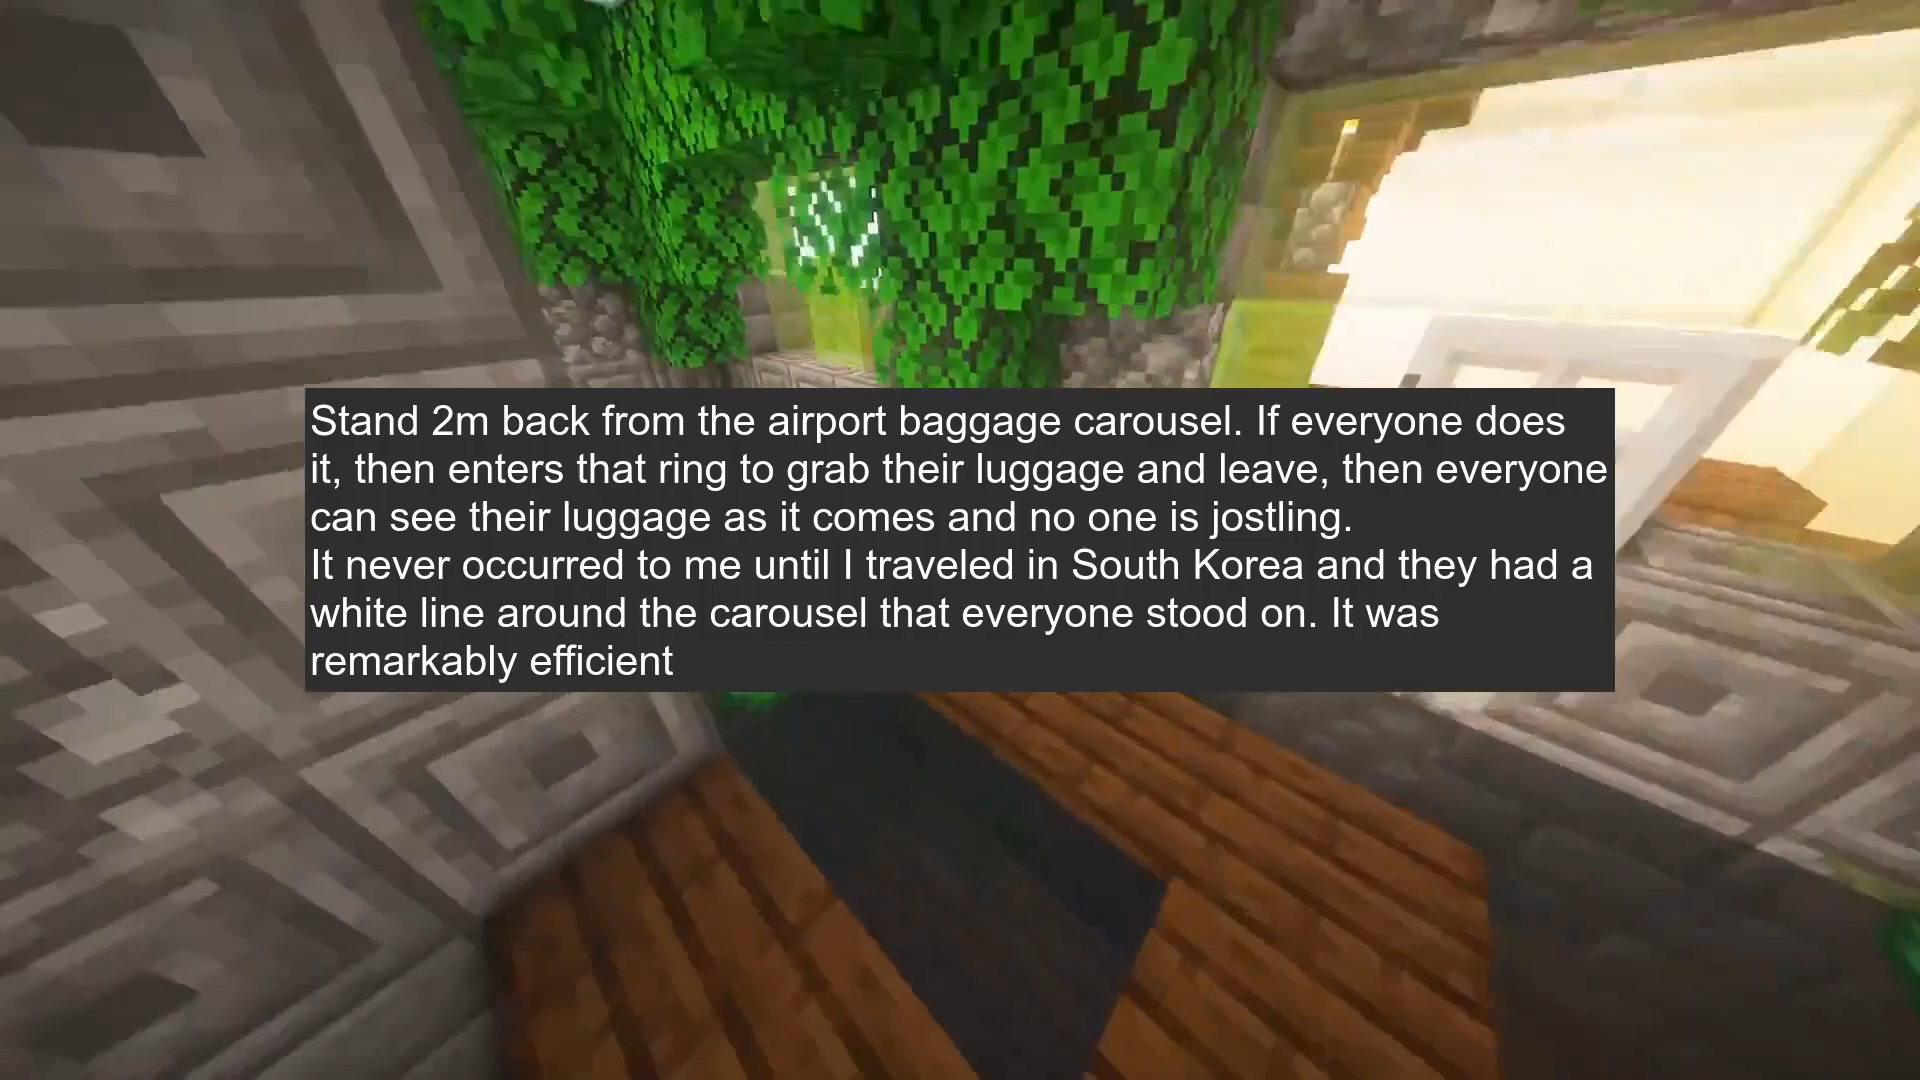 Stand 2m back from the airport baggage carousel. If everyone does
it, then enters that ring to grab their luggage and leave, then everyone
can see their luggage as it comes and no one is jostling.
It never occurred to me until I traveled in South Korea and they had a
white line around the carousel that everyone stood on. It was
remarkably efficient